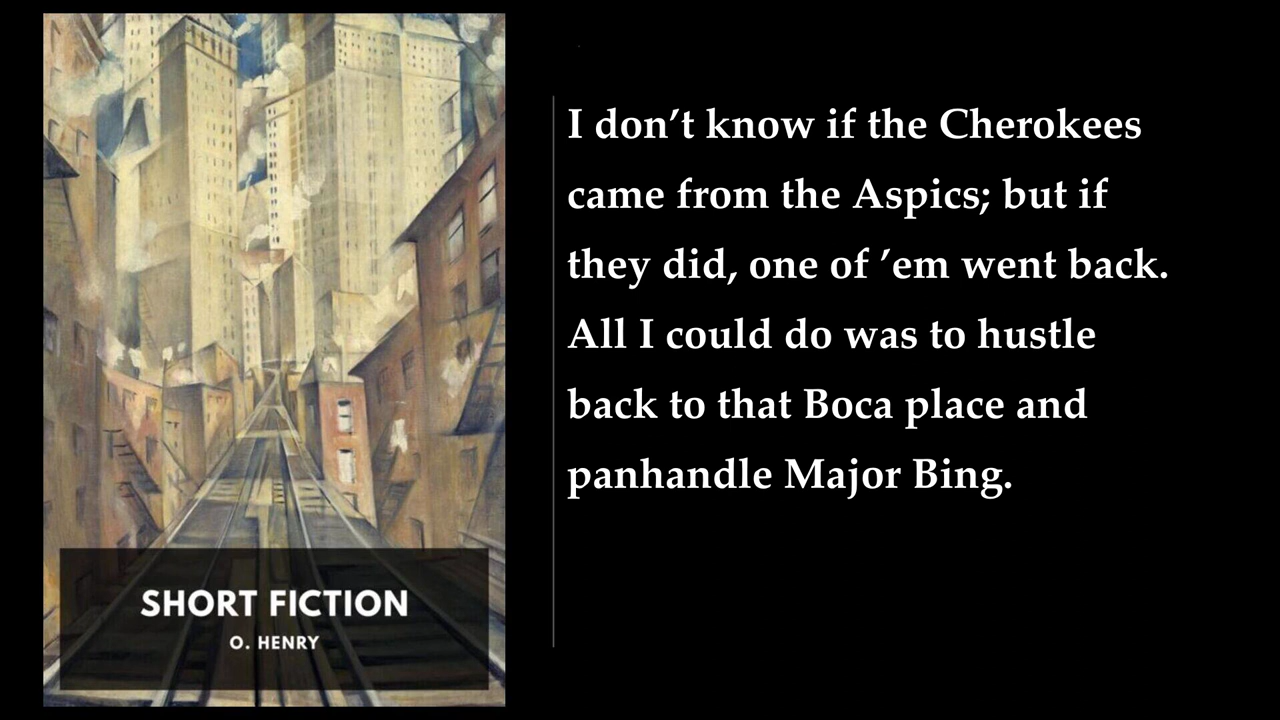 SHORT FICTION
O. HENRY
I don’t know if the Cherokees
came from the Aspics; but if
they did, one of ’em went back.
All I could do was to hustle
back to that Boca place and
panhandle Major Bing.